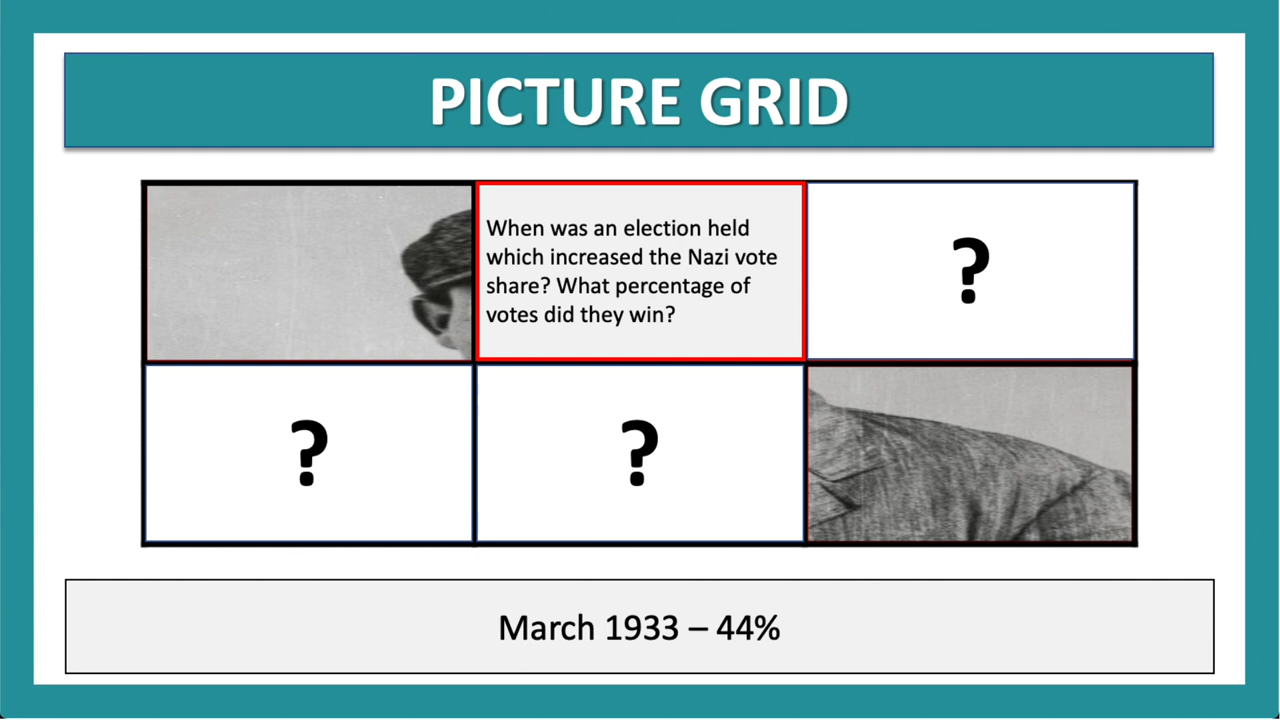 PICTURE GRID
When was an election held
which increased the Nazi vote
share? What percentage of
votes did they win?
?
?
?
March 1933 – 44%